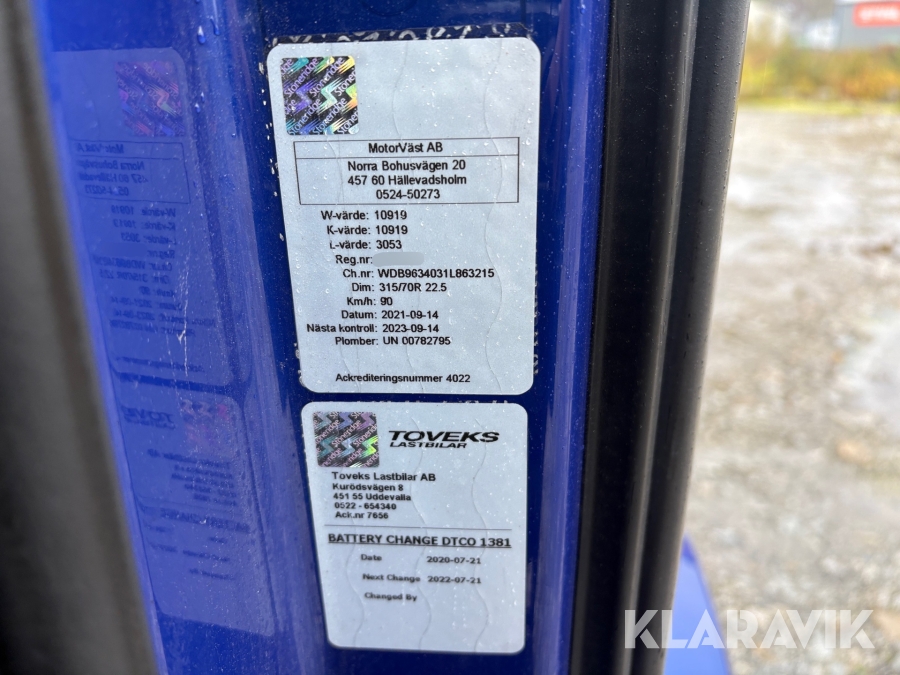 Stoneridge
MotorVäst AB
Norra Bohusvägen 20
457 60 Hällevadsholm
0524-50273
W-värde: 10919
K-värde: 10919
L-värde: 3053
Reg.nr:
Ch.nr: WDB9634031L863215
Dim: 315/70R 22.5
Km/h: 90
Datum: 2021-09-14
Nästa kontroll: 2023-09-14
Plomber: UN 00782795
Ackrediteringsnummer 4022
Stoneridge
TOVEKS
LASTBILAR
Toveks Lastbilar AB
Kurödsvägen 8
451 55 Uddevalla
0522 - 654340
Ack.nr 7656
BATTERY CHANGE DTCO 1381
Date 2020-07-21
Next Change 2022-07-21
Changed By
KLARAVIK